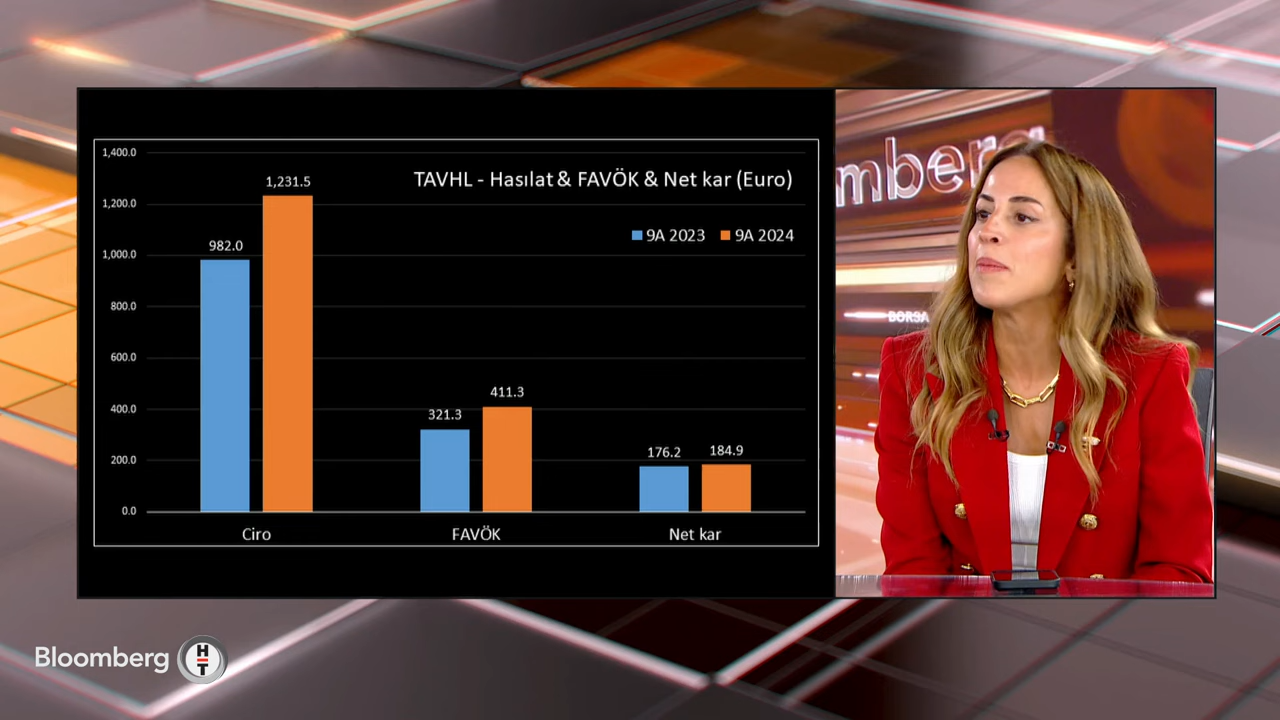 TAVHL - Hasılat & FAVÖK & Net kar (Euro)
9A 2023 9A 2024
1,400.0
1,200.0
1,000.0
800.0
600.0
400.0
200.0
0.0
982.0
1,231.5
321.3
411.3
176.2
184.9
Ciro FAVÖK Net kar
mberg
BORSA
Bloomberg
HT